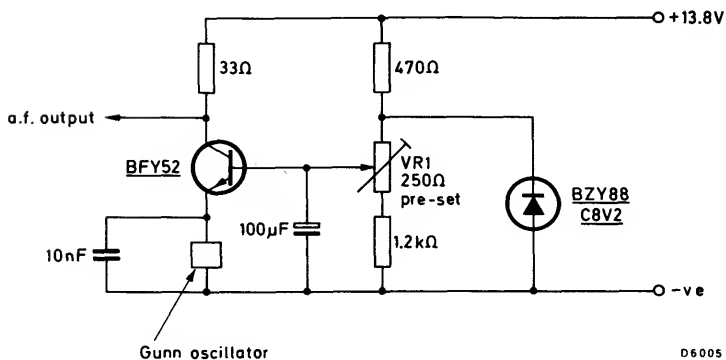 +13.8V
33Ω
470Ω
a.f. output
BFY52
VR1
250Ω
pre-set
BZY88
C8V2
100µF
1.2kΩ
10nF
-ve
Gunn oscillator
D6005